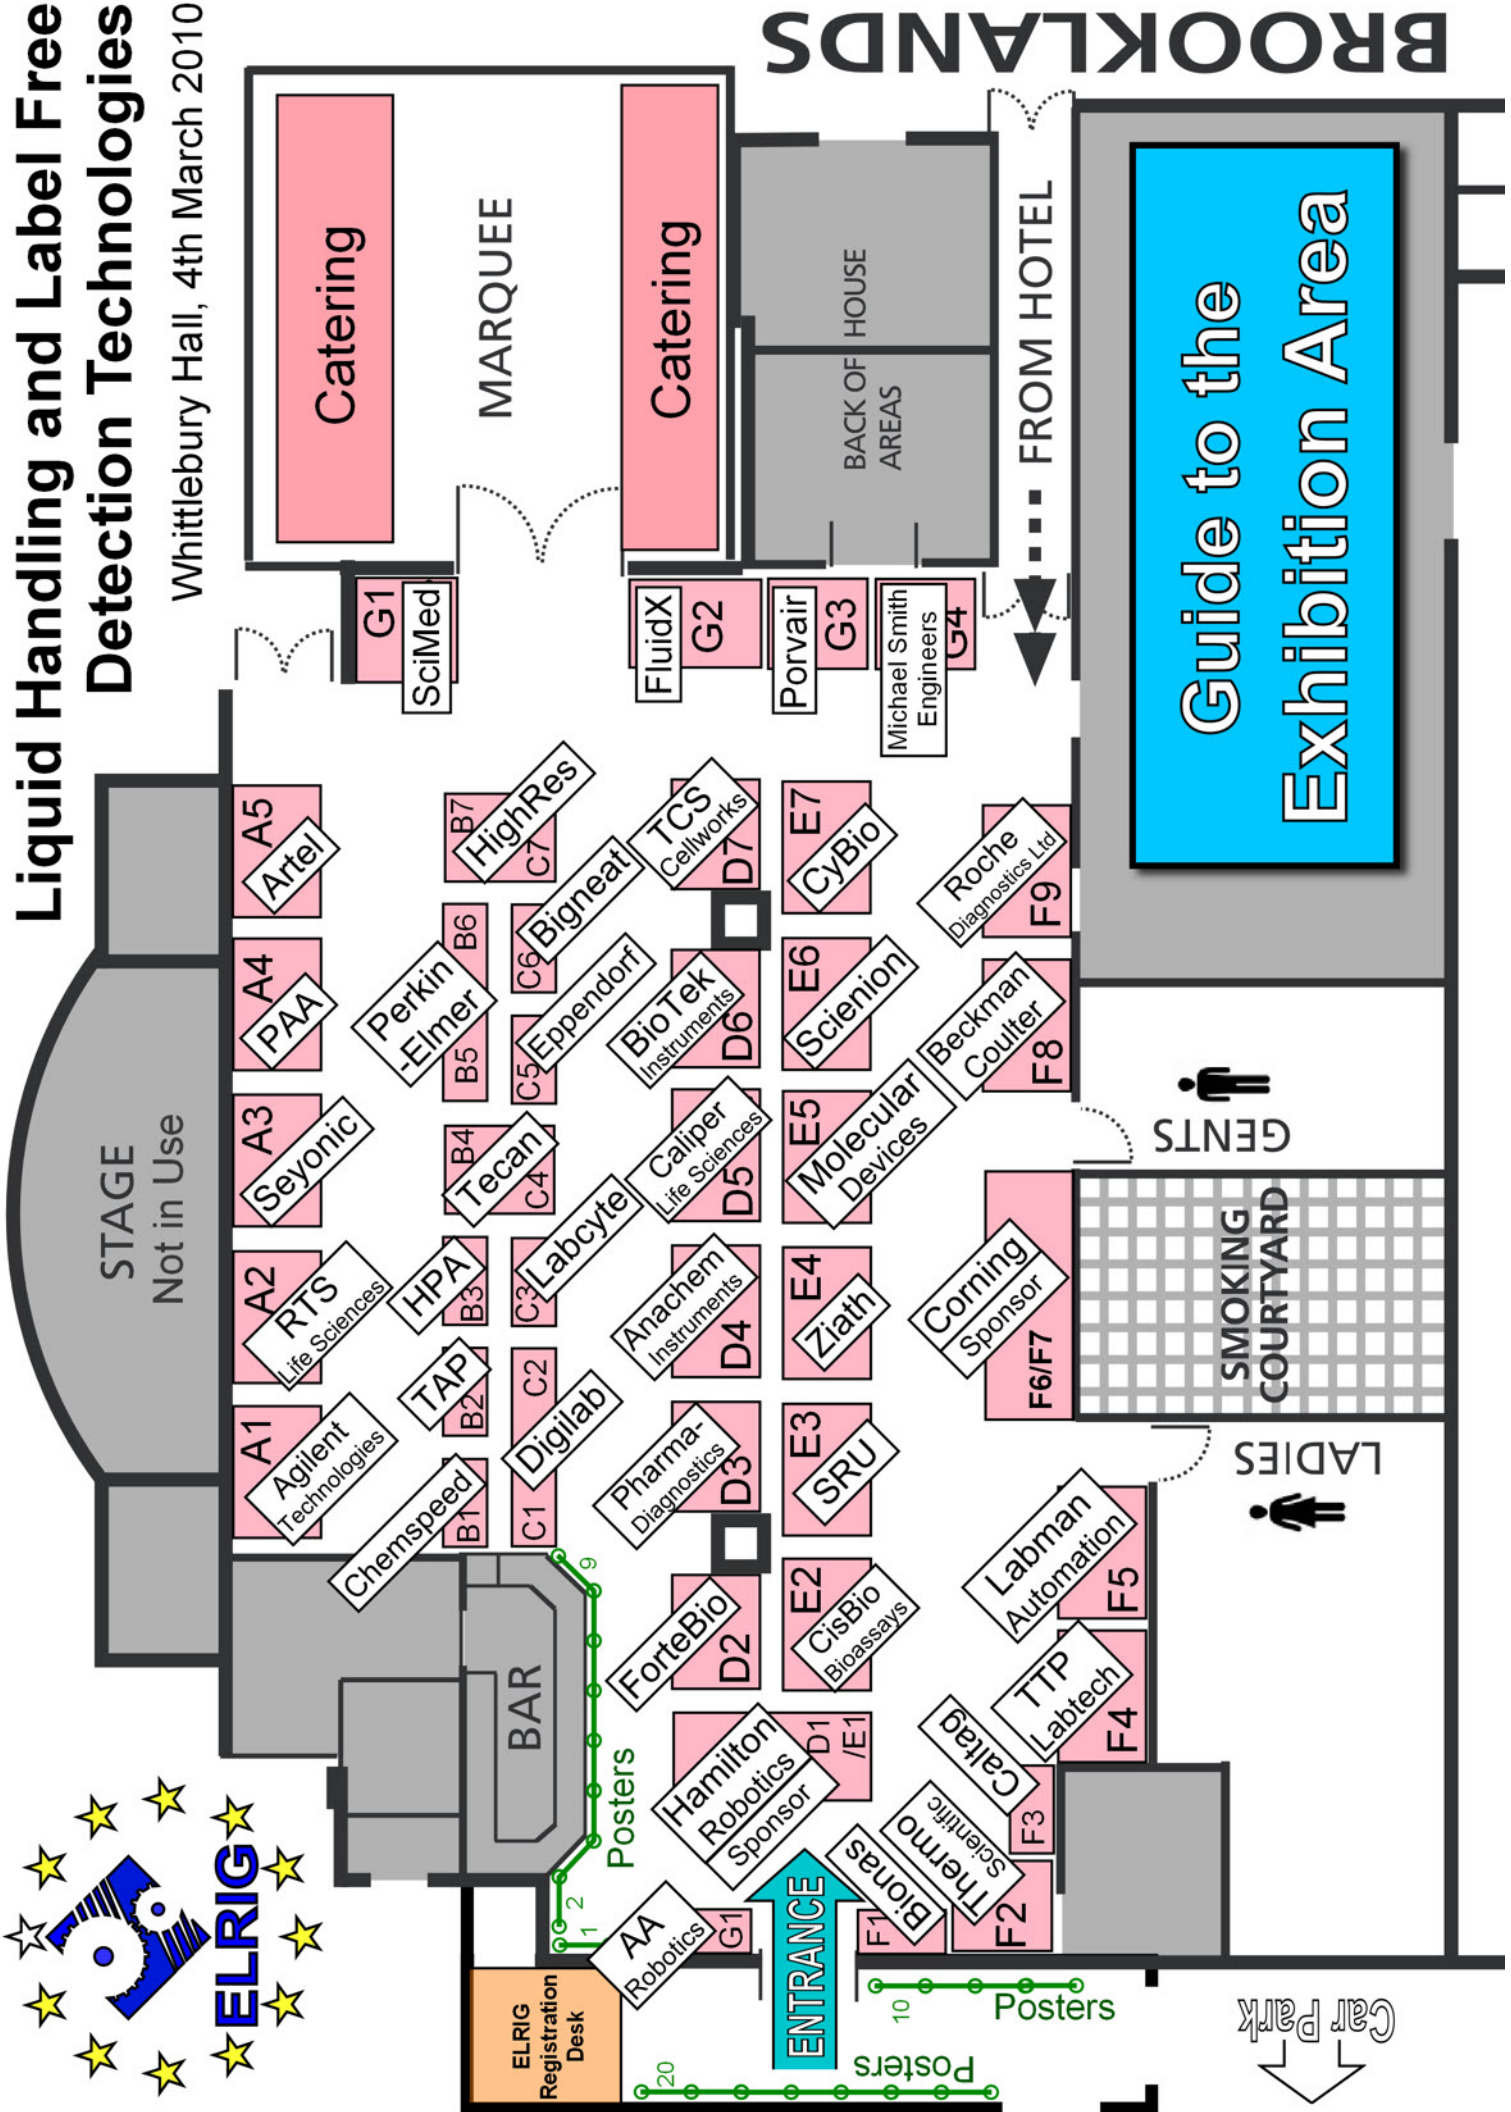 Liquid Handling and Label Free
Detection Technologies
Whittlebury Hall, 4th March 2010
BROOKLANDS
Catering
MARQUEE
Catering
BACK OF HOUSE
AREAS
FROM HOTEL
Guide to the
Exhibition Area
G1
SciMed
FluidX
G2
Porvair
G3
Michael Smith
Engineers
G4
STAGE
Not in Use
A5
Artel
A4
PAA
A3
Seyonic
A2
RTS
Life Sciences
A1
Agilent
Technologies
B7
HighRes
C7
B6
Perkin
-Elmer
B5
C6
Bigneat
C5
Eppendorf
B4
Tecan
C4
HPA
B3
C3
Labcyte
TAP
B2
C2
Digilab
C1
Chemspeed
B1
TCS
Cellworks
D7
BioTek
Instruments
D6
Caliper
Life Sciences
D5
Anachem
Instruments
D4
Pharma-
Diagnostics
D3
ForteBio
D2
Hamilton
Robotics
Sponsor
D1
/E1
E7
CyBio
E6
Scienion
E5
Molecular
Devices
E4
Ziath
E3
SRU
E2
CisBio
Bioassays
Roche
Diagnostics Ltd
F9
Beckman
Coulter
F8
Corning
Sponsor
F6/F7
Labman
Automation
F5
TTP
Labtech
F4
Caltag
F3
Thermo
Scientific
F2
Bionas
F1
AA
Robotics
G1
GENTS
SMOKING
COURTYARD
LADIES
BAR
9
Posters
2
1
ENTRANCE
ELRIG
Registration
Desk
10
Posters
20
Posters
Car Park
ELRIG